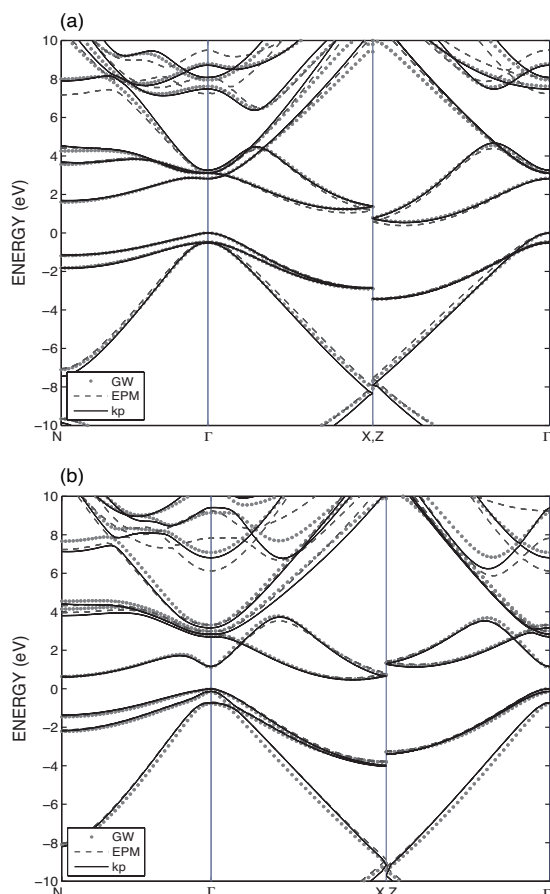 (a)
10
8
6
4
2
0
−2
−4
−6
−8
−10
ENERGY (eV)
GW
EPM
kp
N Γ X,Z Γ
(b)
10
8
6
4
2
0
−2
−4
−6
−8
−10
ENERGY (eV)
GW
EPM
kp
N Γ X,Z Γ